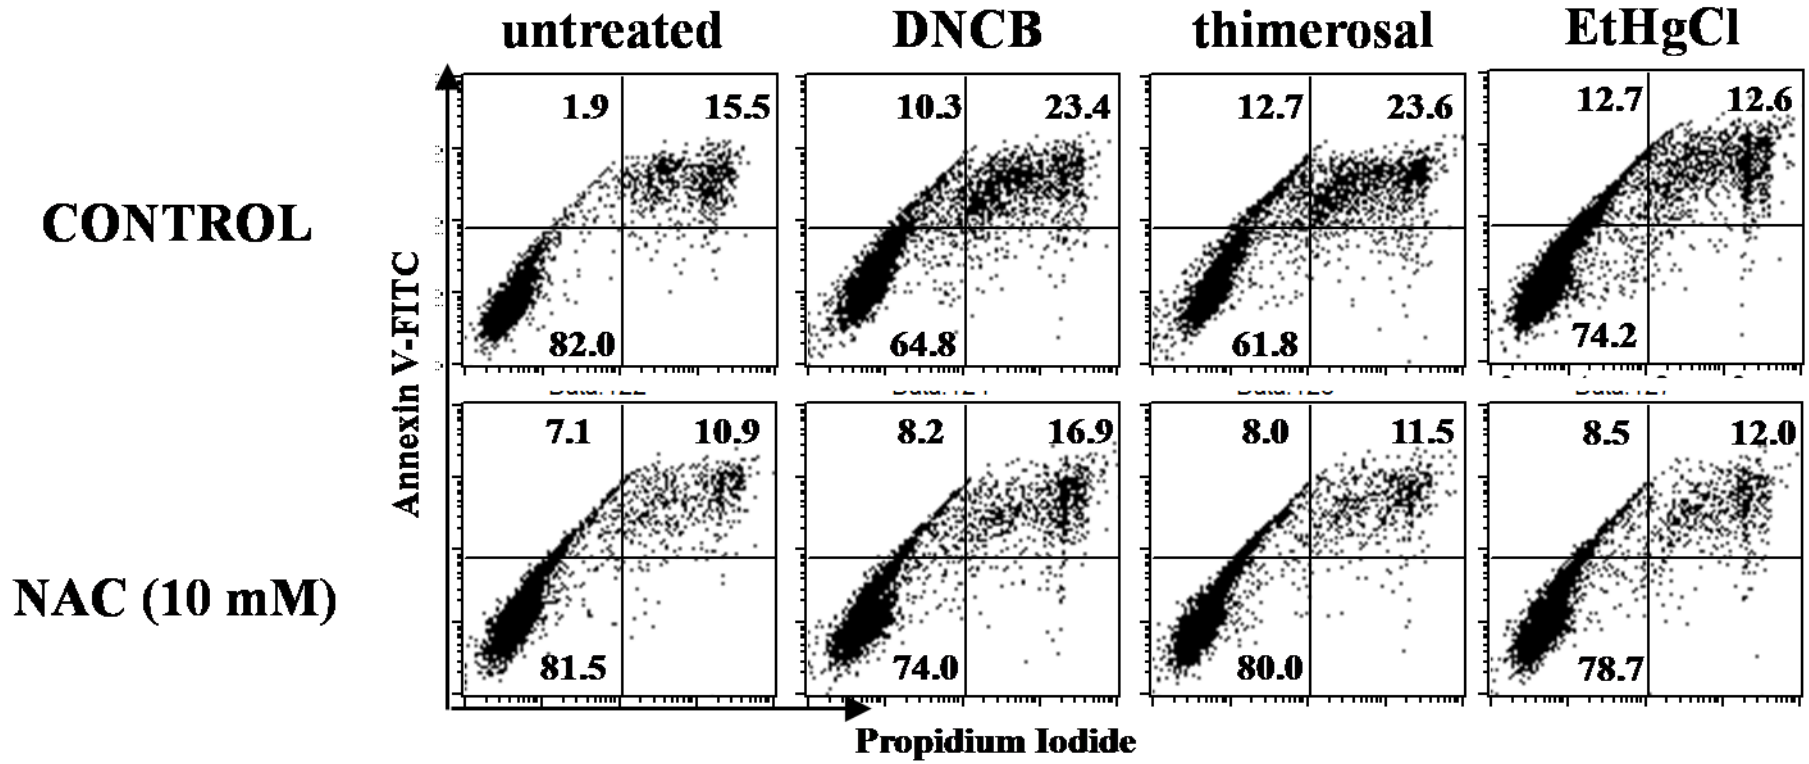 untreated DNCB thimerosal EtHgCl
1.9 15.5 10.3 23.4 12.7 23.6 12.7 12.6
CONTROL
82.0 64.8 61.8 74.2
Annexin V-FITC
7.1 10.9 8.2 16.9 8.0 11.5 8.5 12.0
NAC (10 mM)
81.5 74.0 80.0 78.7
Propidium Iodide